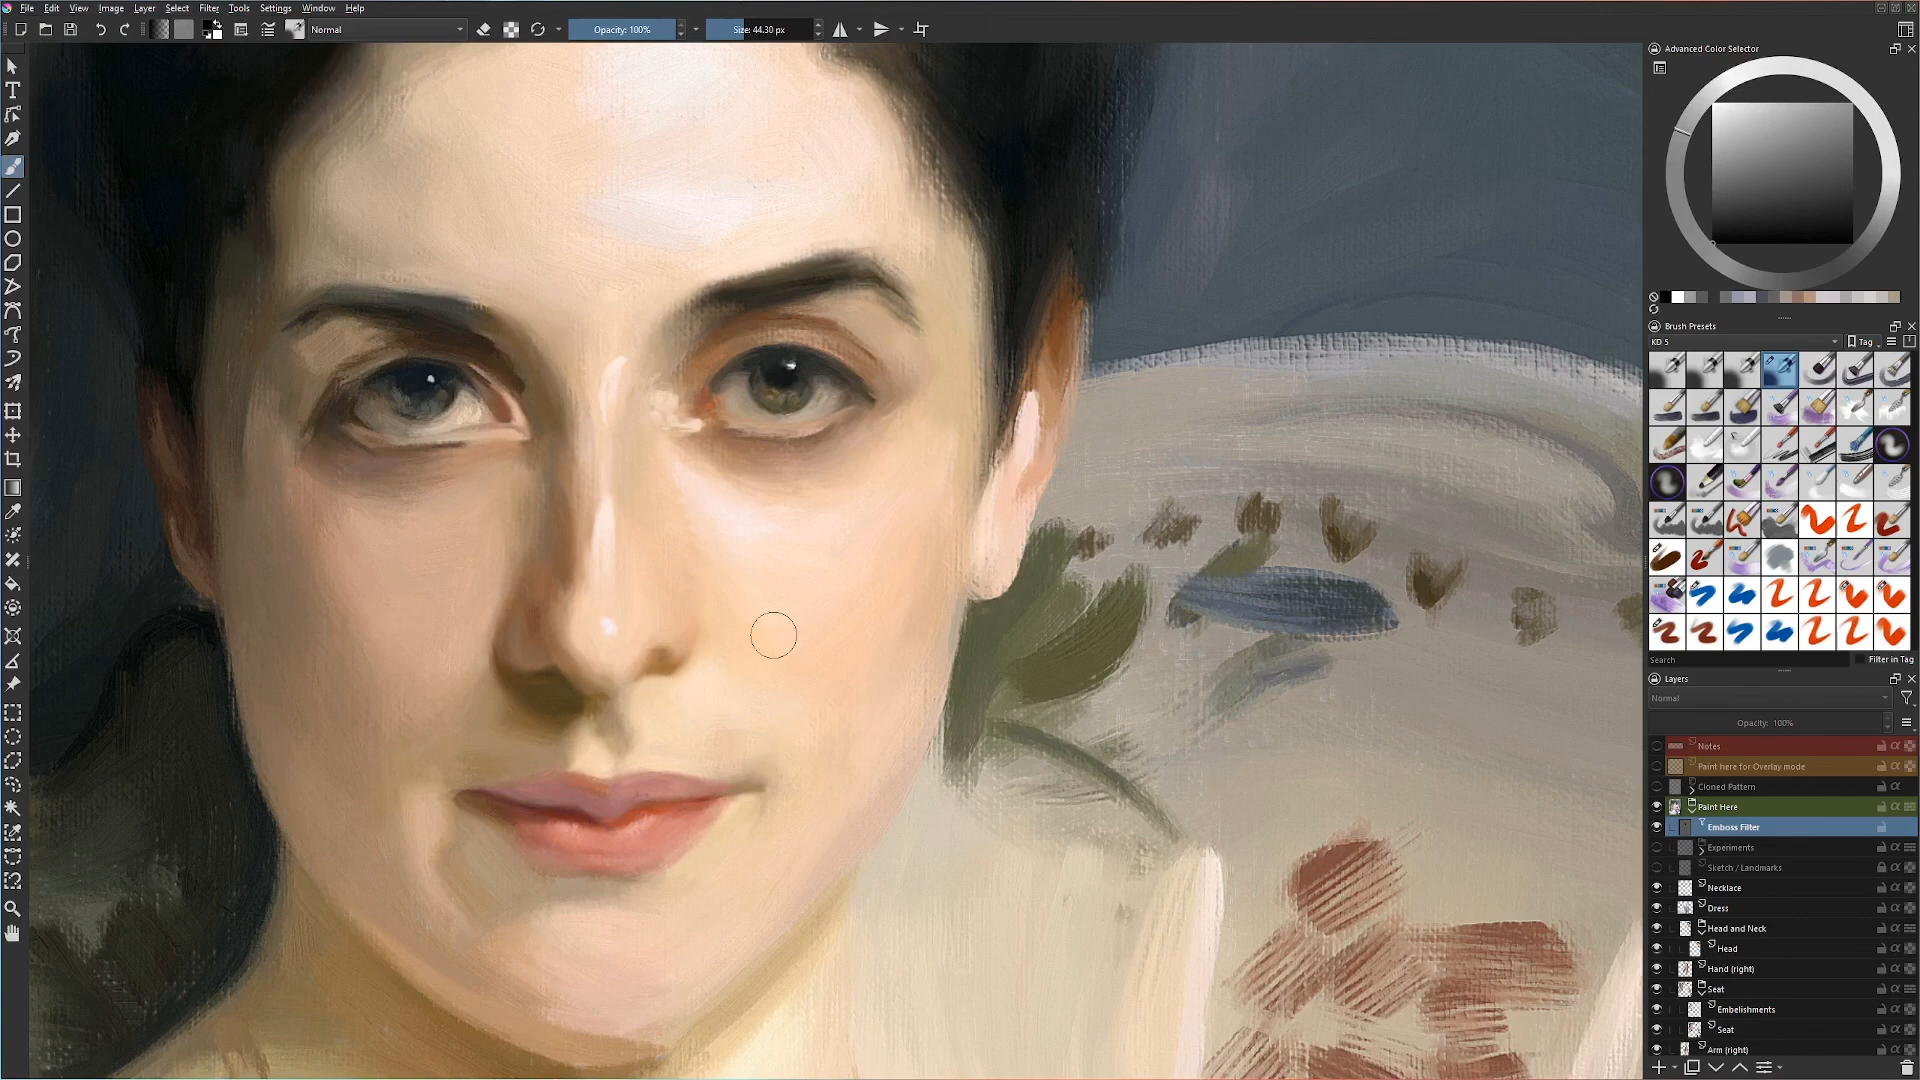 File Edit View Image Layer Select Filter Tools Settings Window Help
Normal
Opacity: 100%
Size: 44.30 px
Advanced Color Selector
Brush Presets
KD 5
Tag
Search
Filter in Tag
Layers
Normal
Opacity: 100%
Notes
Paint here for Overlay mode
Cloned Pattern
Paint Here
Emboss Filter
Experiments
Sketch / Landmarks
Necklace
Dress
Head and Neck
Head
Hand (right)
Seat
Embelishments
Seat
Arm (right)